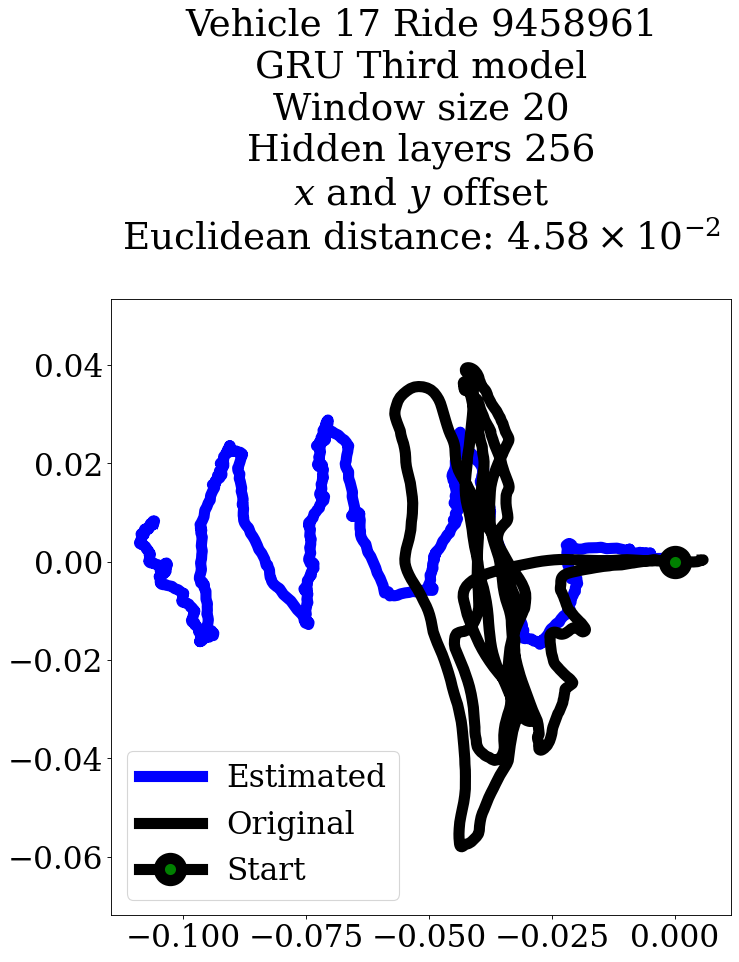 Vehicle 17 Ride 9458961
GRU Third model
Window size 20
Hidden layers 256
x and y offset
Euclidean distance: 4.58 × 10⁻²
0.04
0.02
0.00
−0.02
−0.04
−0.06
Estimated
Original
Start
−0.100 −0.075 −0.050 −0.025 0.000